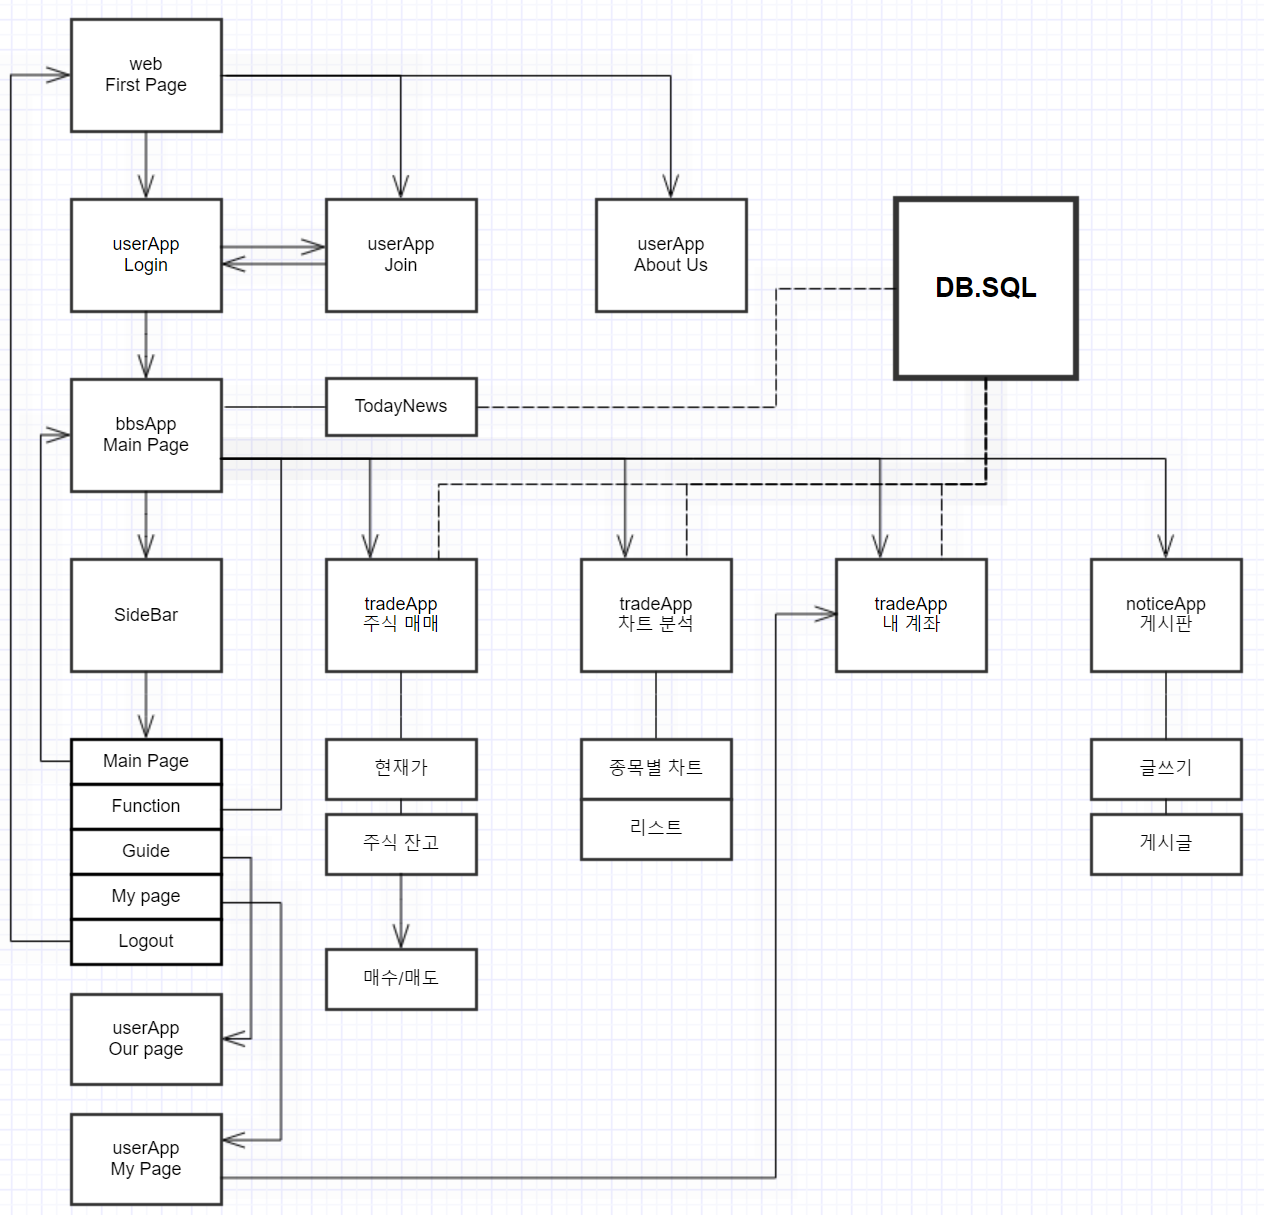 web
First Page
userApp
Login
userApp
Join
userApp
About Us
DB.SQL
bbsApp
Main Page
TodayNews
SideBar
tradeApp
주식 매매
tradeApp
차트 분석
tradeApp
내 계좌
noticeApp
게시판
Main Page
Function
Guide
My page
Logout
현재가
주식 잔고
매수/매도
종목별 차트
리스트
글쓰기
게시글
userApp
Our page
userApp
My Page